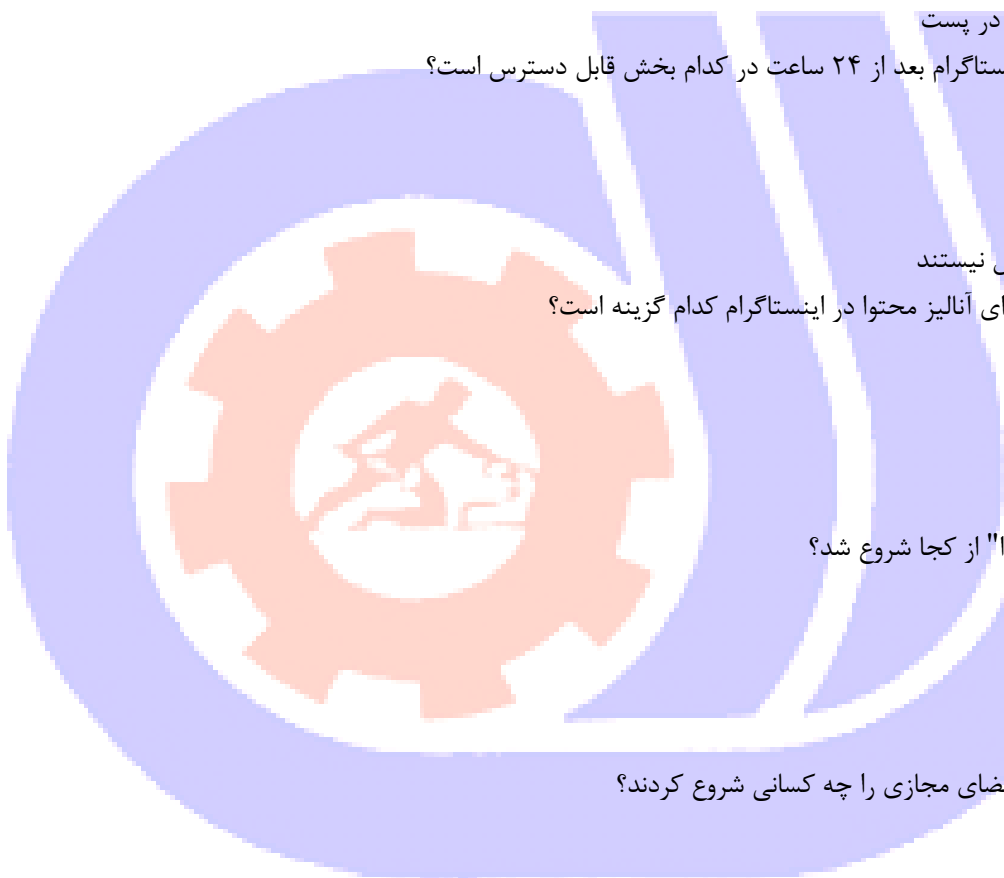 در پست
ستاگرام بعد از ۲۴ ساعت در کدام بخش قابل دسترس است؟
نیستند
ای آنالیز محتوا در اینستاگرام کدام گزینه است؟
ا" از کجا شروع شد؟
ضای مجازی را چه کسانی شروع کردند؟